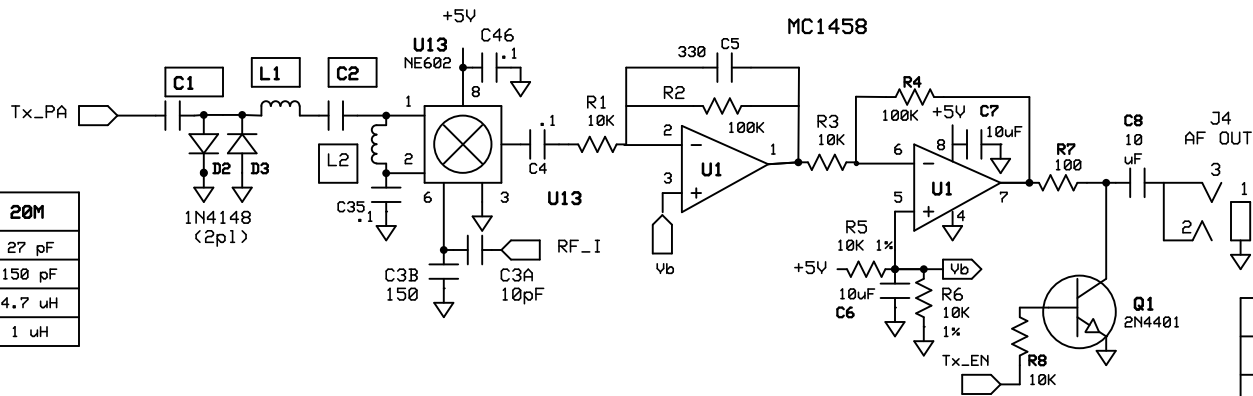 MC1458
+5V
U13
NE602
C46
.1
8
330
C5
C1
L1
C2
Tx_PA
1
R1
10K
R2
100K
R3
10K
R4
100K
+5V
C7
10uF
8
C8
10
uF
J4
AF OUT
.1
C4
2
-
3
+
U1
1
6
-
5
+
U1
7
4
R7
100
3
1
2
D2
D3
L2
2
6
3
U13
1N4148
(2pl)
C35
.1
20M
27 pF
150 pF
4.7 uH
1 uH
RF_I
C3B
150
C3A
10pF
Vb
R5
10K 1%
+5V
Vb
10uF
C6
R6
10K
1%
Q1
2N4401
Tx_EN
R8
10K